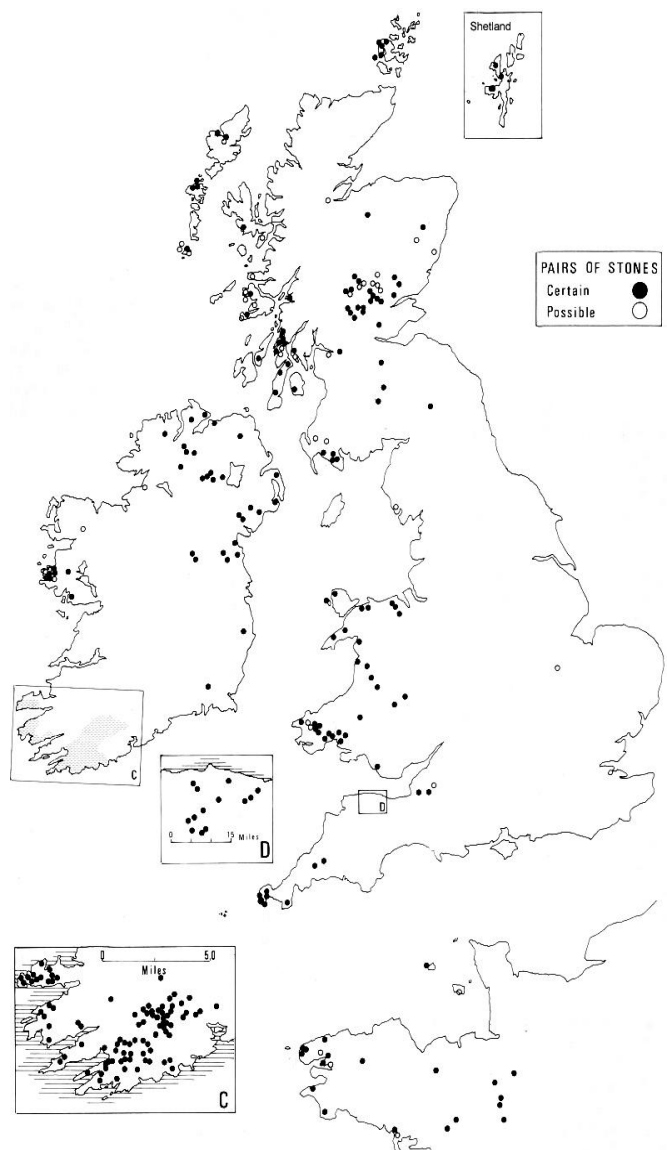 Shetland
PAIRS OF STONES
Certain
Possible
C
D
0 15 Miles
D
0 50
Miles
C